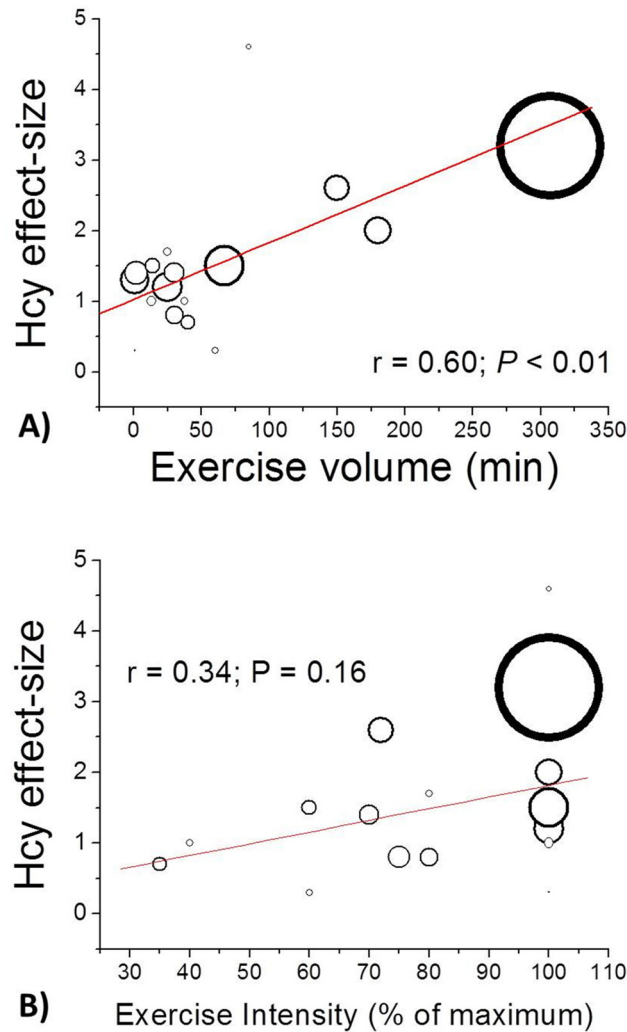 5
4
3
2
1
0
Hcy effect-size
r = 0.60; P < 0.01
0 50 100 150 200 250 300 350
A)
Exercise volume (min)
5
4
3
2
1
0
Hcy effect-size
r = 0.34; P = 0.16
30 40 50 60 70 80 90 100 110
B)
Exercise Intensity (% of maximum)